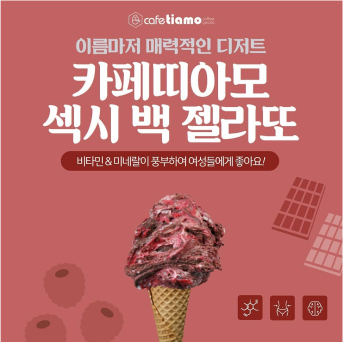 cafetiamo
이름마저 매력적인 디저트
카페띠아모
섹시 백 젤라또
비타민 & 미네랄이 풍부하여 여성들에게 좋아요!